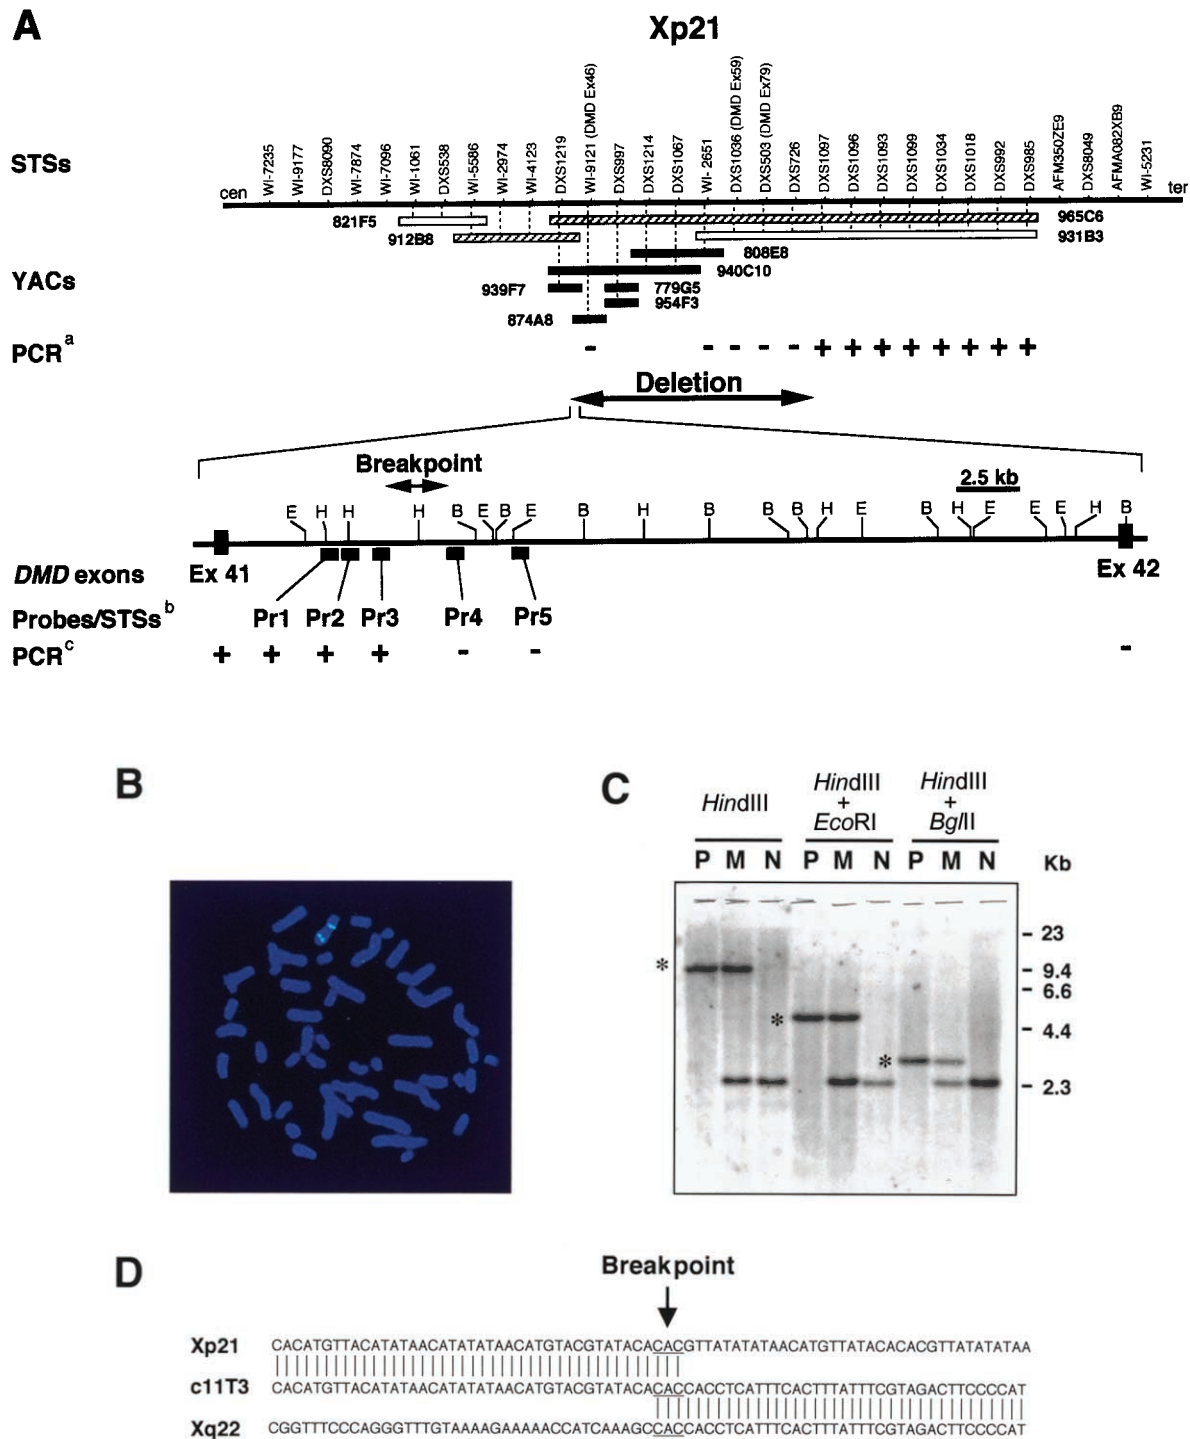 A
Xp21
STSs
WI-7235
WI-9177
DXS8090
WI-7874
WI-7096
WI-1061
DXS538
WI-5586
WI-2974
WI-4123
DXS1219
WI-9121 (DMD Ex46)
DXS997
DXS1214
DXS1067
WI- 2651
DXS1036 (DMD Ex59)
DXS503 (DMD Ex79)
DXS726
DXS1097
DXS1096
DXS1093
DXS1099
DXS1034
DXS1018
DXS992
DXS985
AFM350ZE9
DXS8049
AFMA082XB9
WI-5231
cen ter
821F5 965C6
912B8 931B3
808E8
YACs 940C10
939F7 779G5
954F3
874A8
PCR a - - - - - + + + + + + + +
Deletion
Breakpoint
2.5 kb
E H H H B E B E B H B B B H E B H E E E H B
DMD exons Ex 41 Ex 42
Probes/STSs b Pr1 Pr2 Pr3 Pr4 Pr5
PCR c + + + + - - -
B
C
HindIII HindIII + EcoRI HindIII + BglII
P M N P M N P M N Kb
- 23
* - 9.4
- 6.6
* - 4.4
*
- 2.3
D
Breakpoint
Xp21 CACATGTTACATATAACATATATAACATGTACGTATACACACGTTATATATAACATGTTATACACACGTTATATATAA
c11T3 CACATGTTACATATAACATATATAACATGTACGTATACACACCACCTCATTTCACTTTATTTCGTAGACTTCCCCAT
Xq22 CGGTTTCCCAGGGTTTGTAAAAGAAAAACCATCAAAGCCACCACCTCATTTCACTTTATTTCGTAGACTTCCCCAT